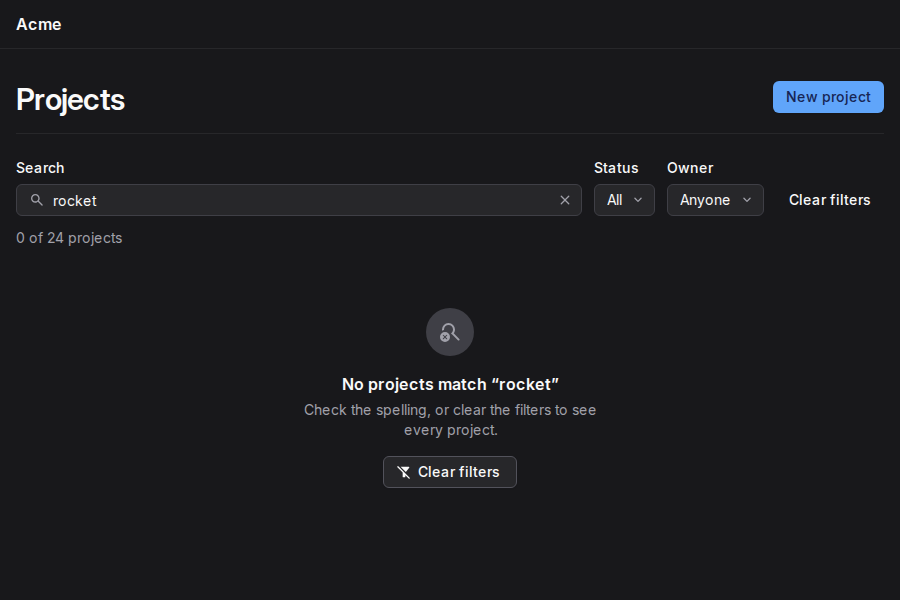 Acme
Projects
New project
Search
Status
Owner
rocket
All
Anyone
Clear filters
0 of 24 projects
No projects match “rocket”
Check the spelling, or clear the filters to see
every project.
Clear filters